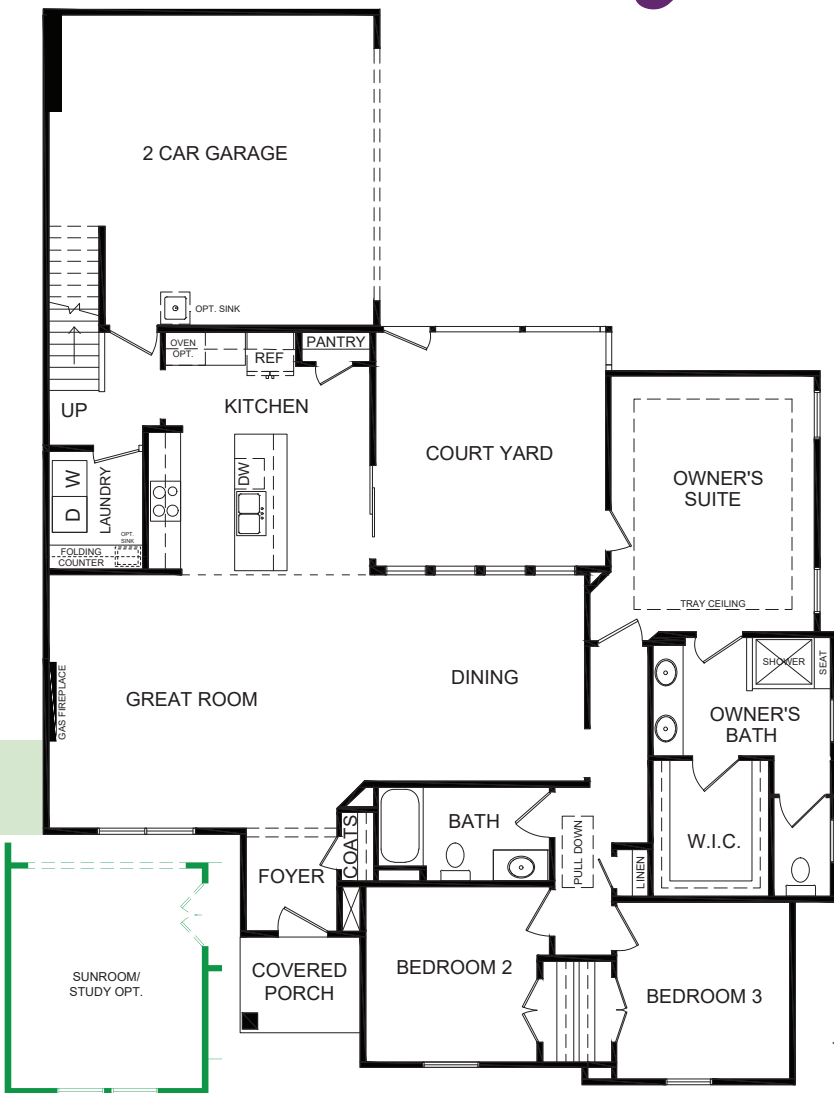 2 CAR GARAGE
OPT. SINK
OVEN
OPT.
REF
PANTRY
UP
KITCHEN
COURT YARD
OWNER'S
SUITE
TRAY CEILING
D W
LAUNDRY
OPT.
SINK
FOLDING
COUNTER
DW
GAS FIREPLACE
GREAT ROOM
DINING
SHOWER
SEAT
OWNER'S
BATH
W.I.C.
BATH
COATS
PULL DOWN
LINEN
FOYER
COVERED
PORCH
BEDROOM 2
BEDROOM 3
SUNROOM/
STUDY OPT.